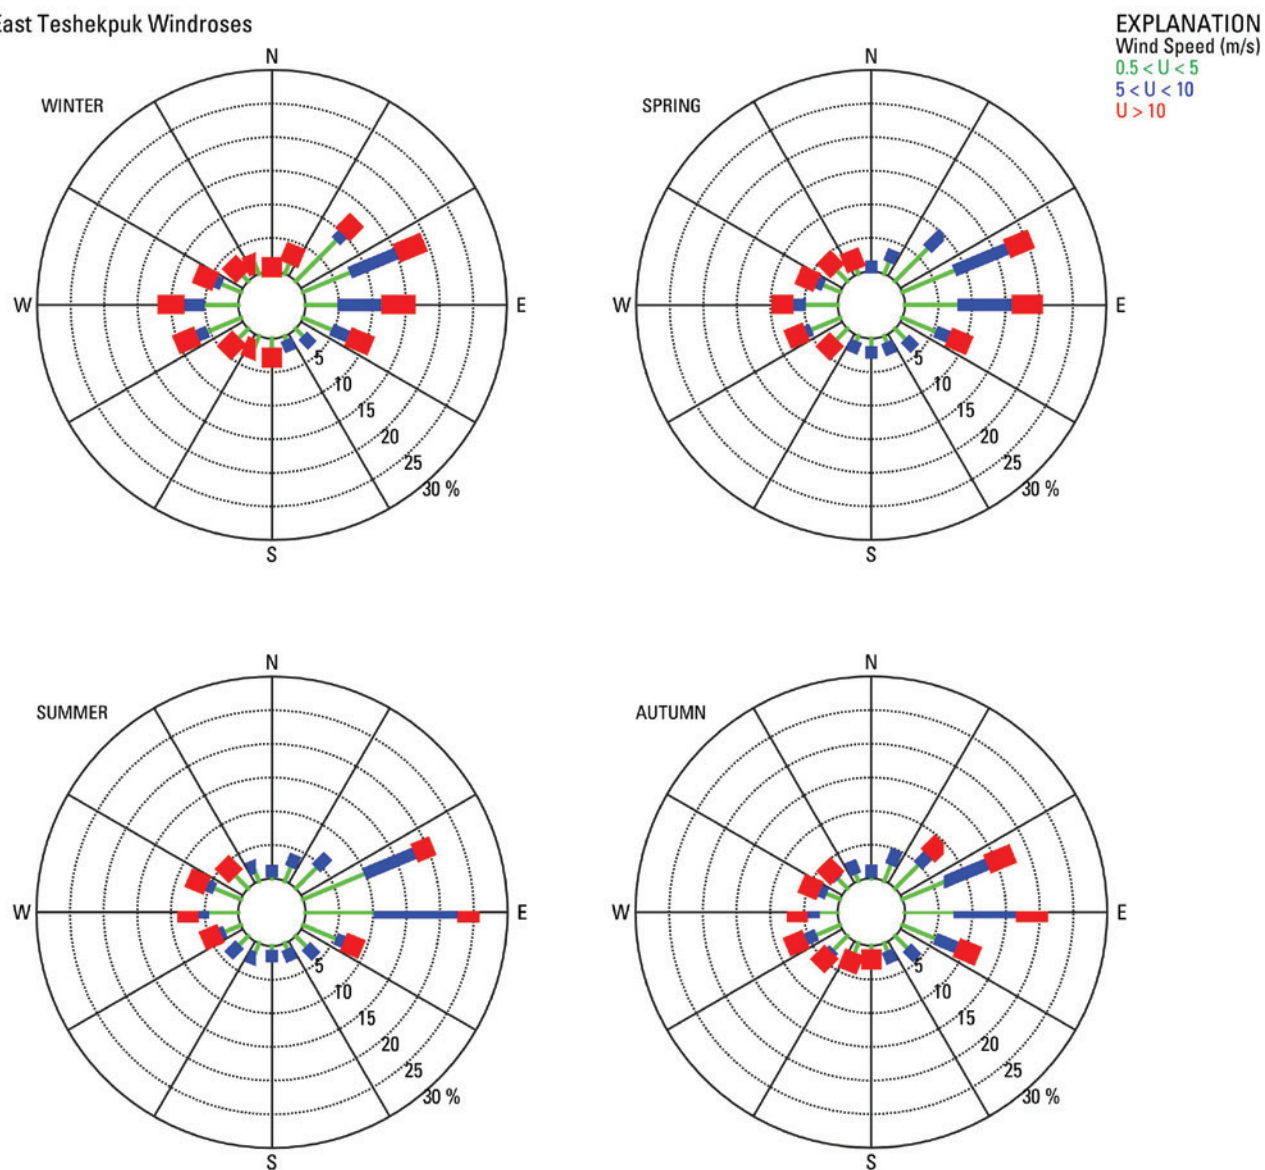 East Teshekpuk Windroses
EXPLANATION
Wind Speed (m/s)
0.5 < U < 5
5 < U < 10
U > 10
N
WINTER
W
E
5
10
15
20
25
30 %
S
N
SPRING
W
E
5
10
15
20
25
30 %
S
N
SUMMER
W
E
5
10
15
20
25
30 %
S
N
AUTUMN
W
E
5
10
15
20
25
30 %
S